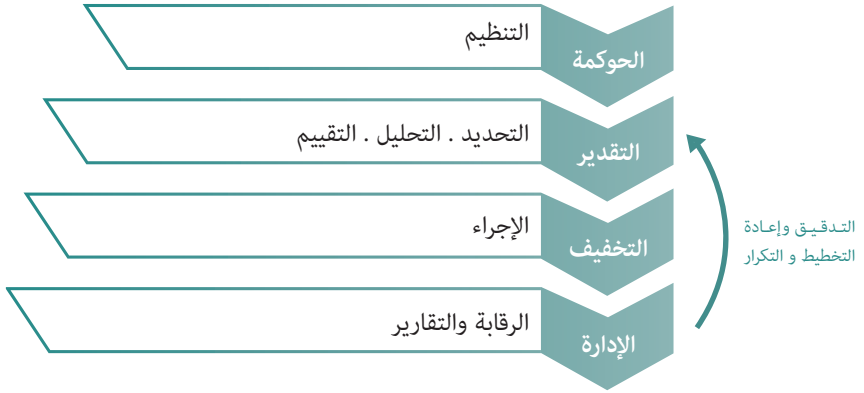 الحوكمة
التنظيم
التقدير
التحديد . التحليل . التقييم
التخفيف
الإجراء
الإدارة
الرقابة والتقارير
التدقيق وإعادة
التخطيط و التكرار